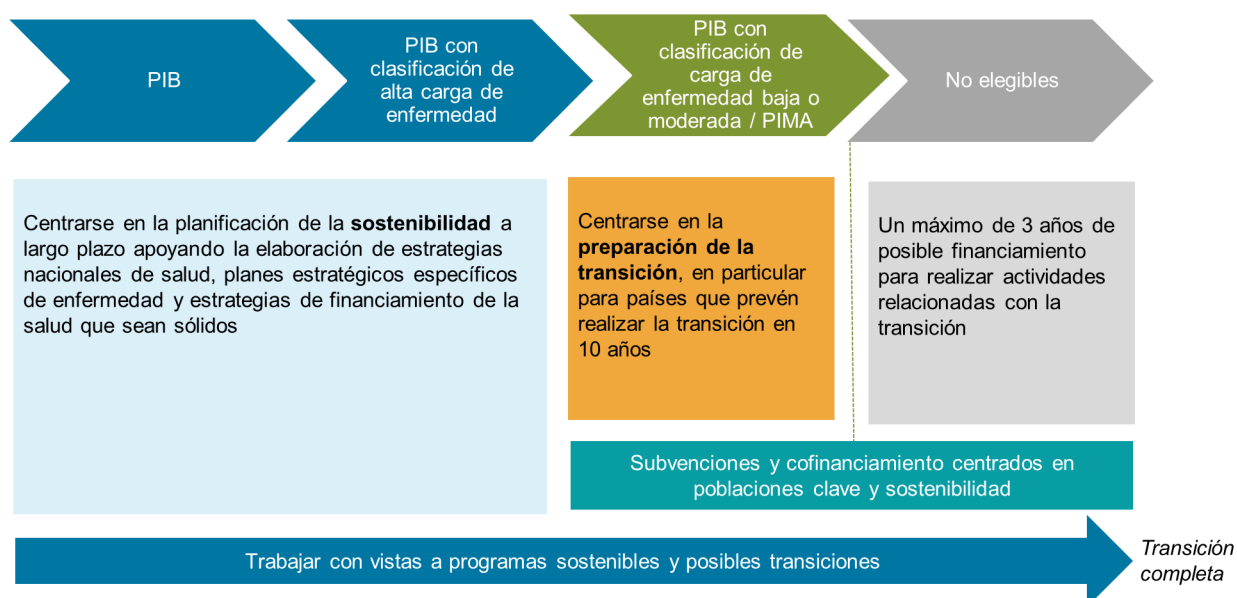 PIB
PIB con
clasificación de
alta carga de
enfermedad
PIB con
clasificación de
carga de
enfermedad baja o
moderada / PIMA
No elegibles
Centrarse en la planificación de la sostenibilidad a
largo plazo apoyando la elaboración de estrategias
nacionales de salud, planes estratégicos específicos
de enfermedad y estrategias de financiamiento de la
salud que sean sólidos
Centrarse en la
preparación de la
transición, en particular
para países que prevén
realizar la transición en
10 años
Un máximo de 3 años de
posible financiamiento
para realizar actividades
relacionadas con la
transición
Subvenciones y cofinanciamiento centrados en
poblaciones clave y sostenibilidad
Trabajar con vistas a programas sostenibles y posibles transiciones
Transición
completa